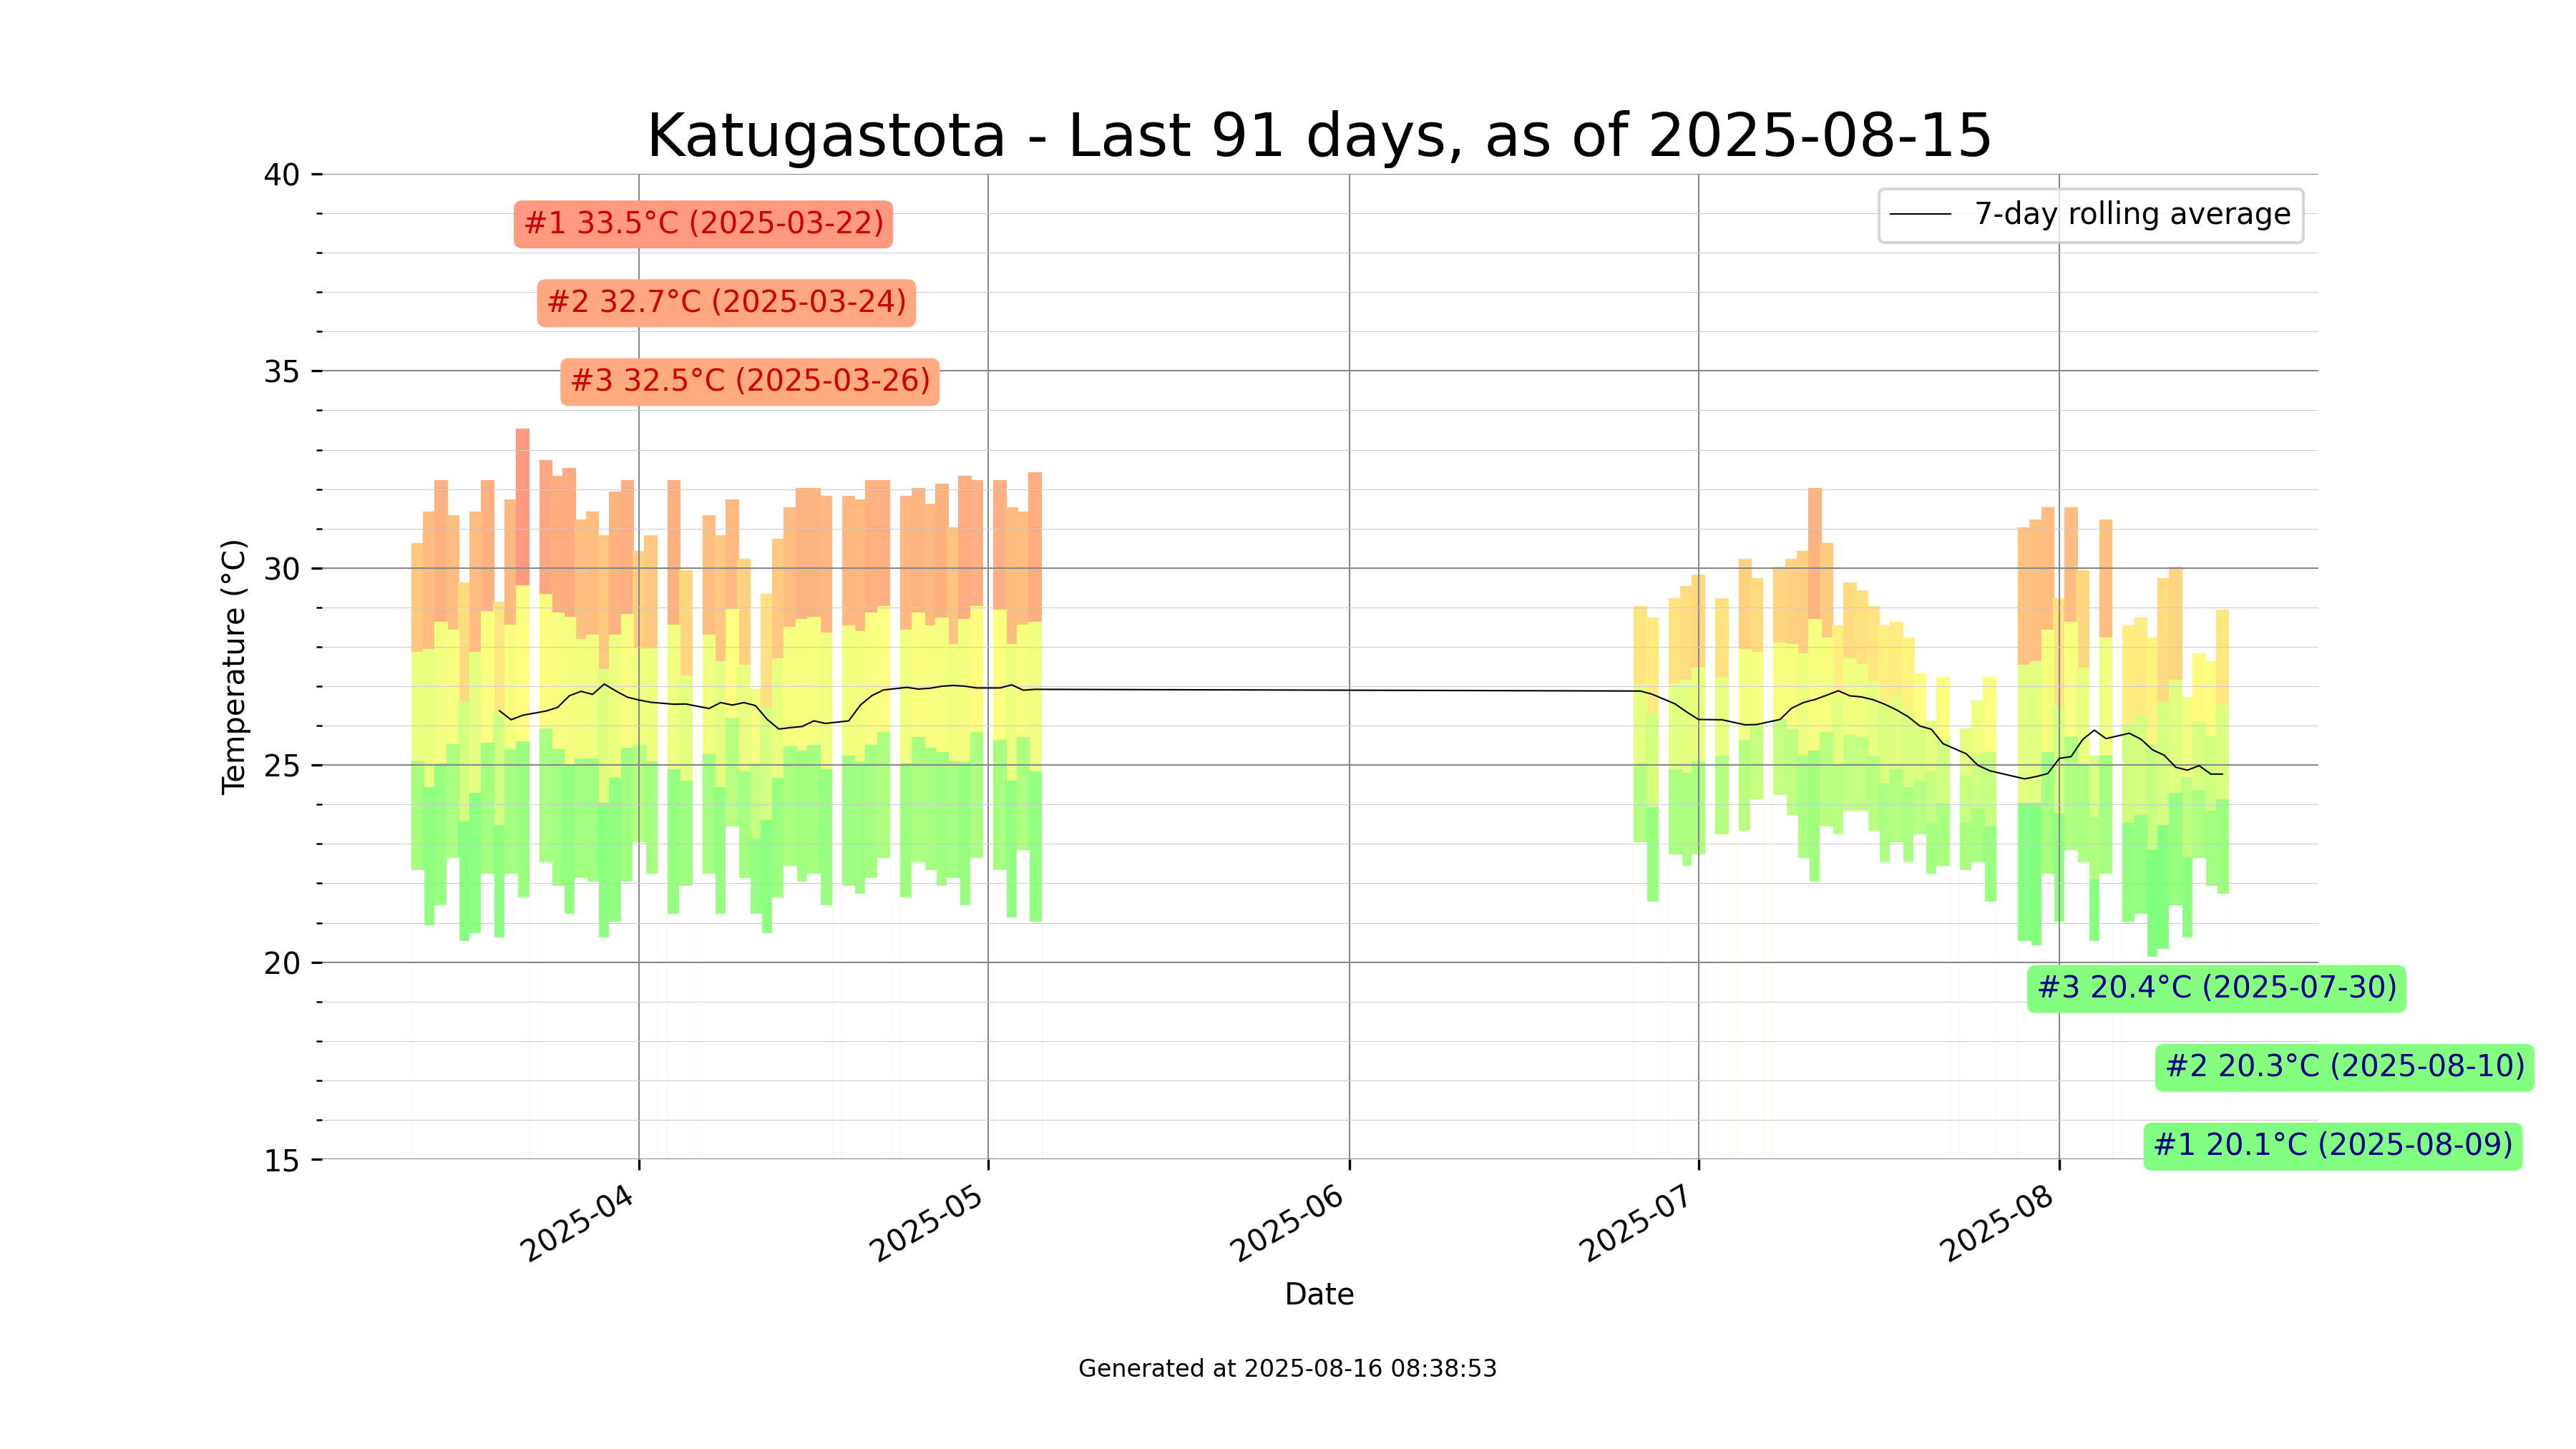 Katugastota - Last 91 days, as of 2025-08-15
7-day rolling average
#1 33.5°C (2025-03-22)
#2 32.7°C (2025-03-24)
#3 32.5°C (2025-03-26)
#3 20.4°C (2025-07-30)
#2 20.3°C (2025-08-10)
#1 20.1°C (2025-08-09)
Temperature (°C)
40
35
30
25
20
15
2025-04
2025-05
2025-06
2025-07
2025-08
Date
Generated at 2025-08-16 08:38:53